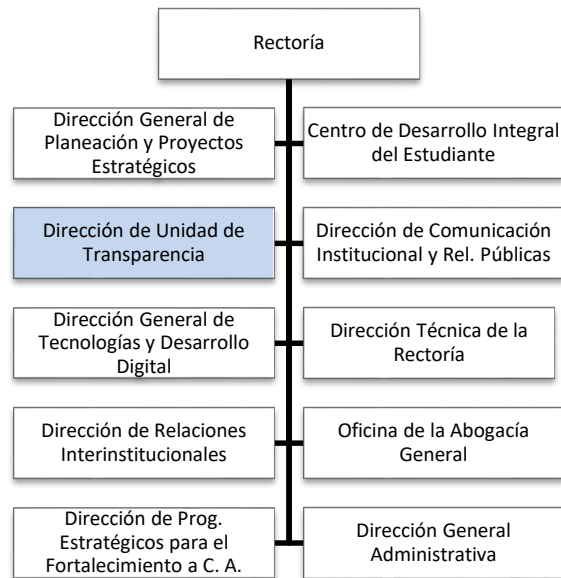 Rectoría
Dirección General de
Planeación y Proyectos
Estratégicos
Centro de Desarrollo Integral
del Estudiante
Dirección de Unidad de
Transparencia
Dirección de Comunicación
Institucional y Rel. Públicas
Dirección General de
Tecnologías y Desarrollo
Digital
Dirección Técnica de la
Rectoría
Dirección de Relaciones
Interinstitucionales
Oficina de la Abogacía
General
Dirección de Prog.
Estratégicos para el
Fortalecimiento a C. A.
Dirección General
Administrativa